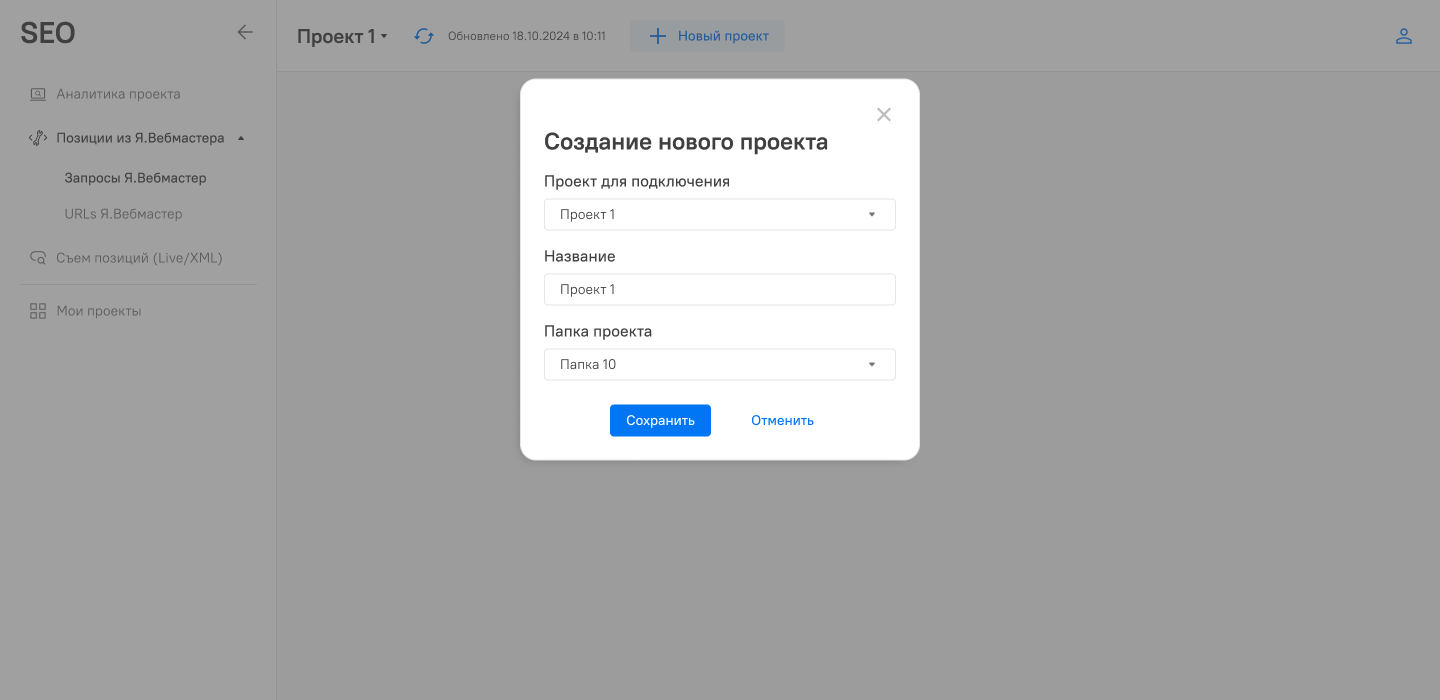 SEO
Аналитика проекта
Позиции из Я.Вебмастера
Запросы Я.Вебмастер
URLs Я.Вебмастер
Съем позиций (Live/XML)
Мои проекты
Проект 1
Обновлено 18.10.2024 в 10:11
Новый проект
Создание нового проекта
Проект для подключения
Проект 1
Название
Проект 1
Папка проекта
Папка 10
Сохранить
Отменить